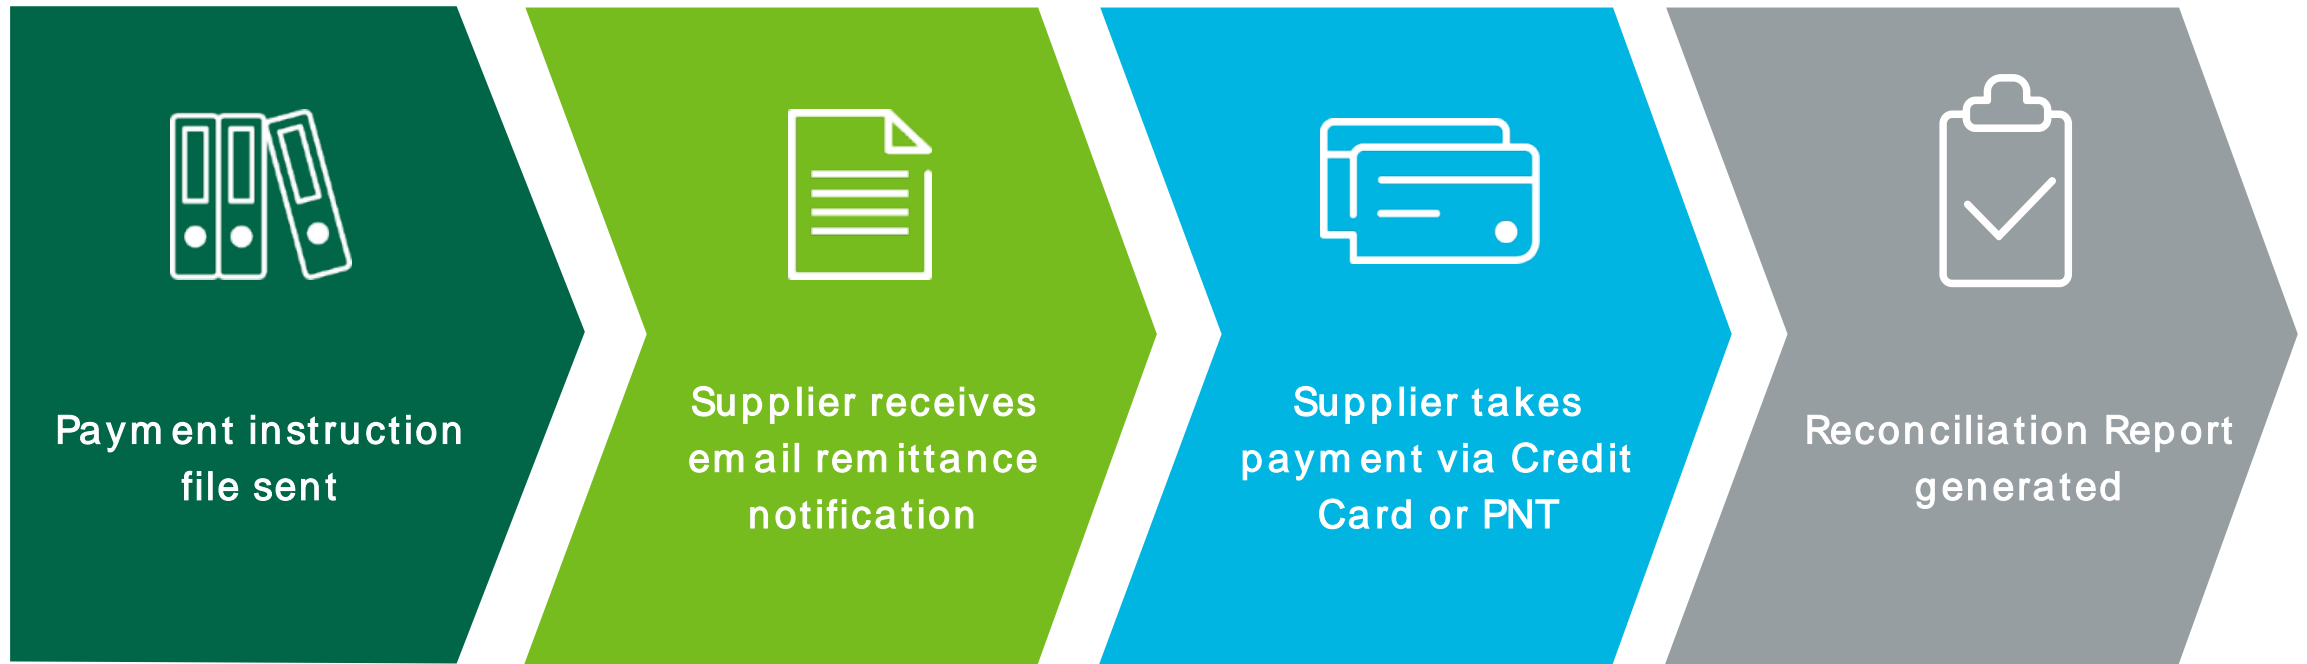 Payment instruction
file sent
Supplier receives
email remittance
notification
Supplier takes
payment via Credit
Card or PNT
Reconciliation Report
generated